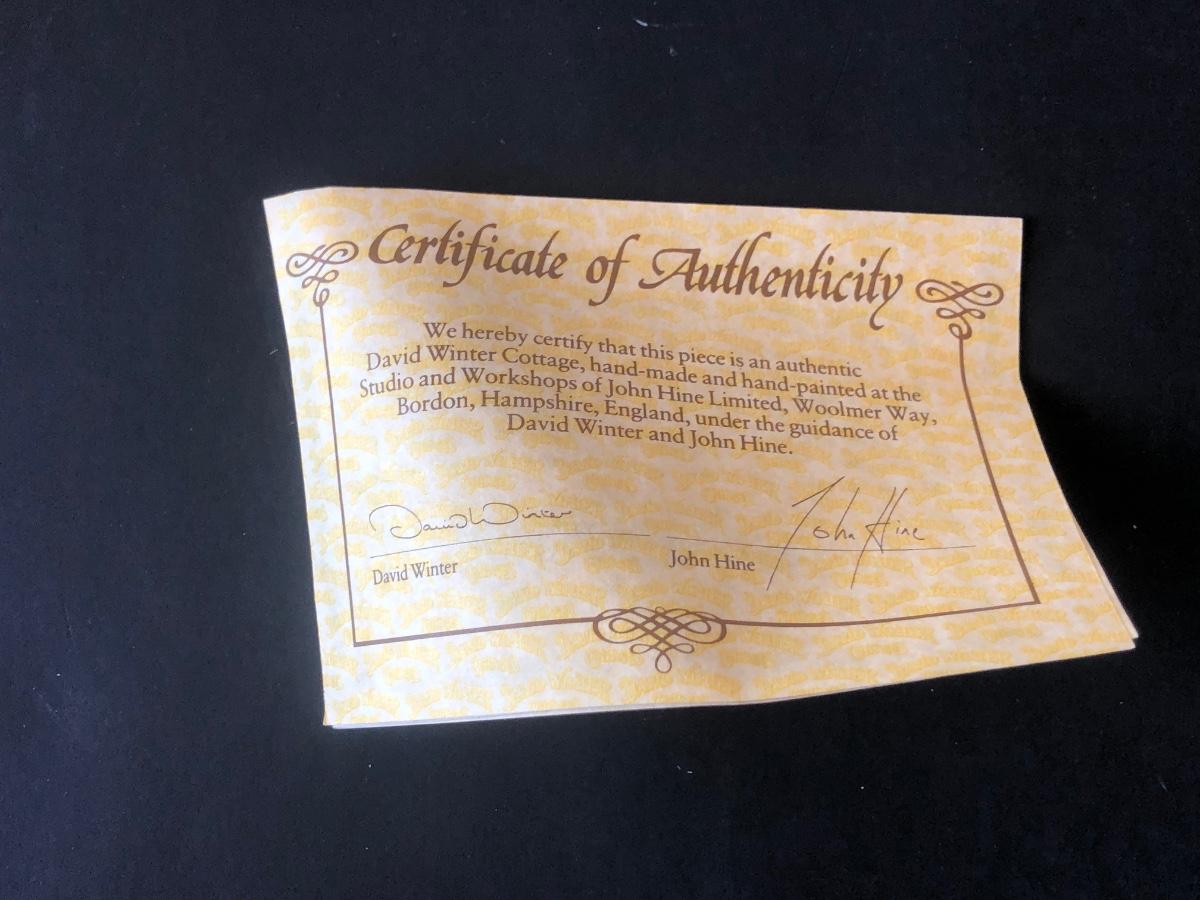 Certificate of Authenticity
We hereby certify that this piece is an authentic
David Winter Cottage, hand-made and hand-painted at the
Studio and Workshops of John Hine Limited, Woolmer Way,
Bordon, Hampshire, England, under the guidance of
David Winter and John Hine.
David Winter John Hine
David Winter John Hine